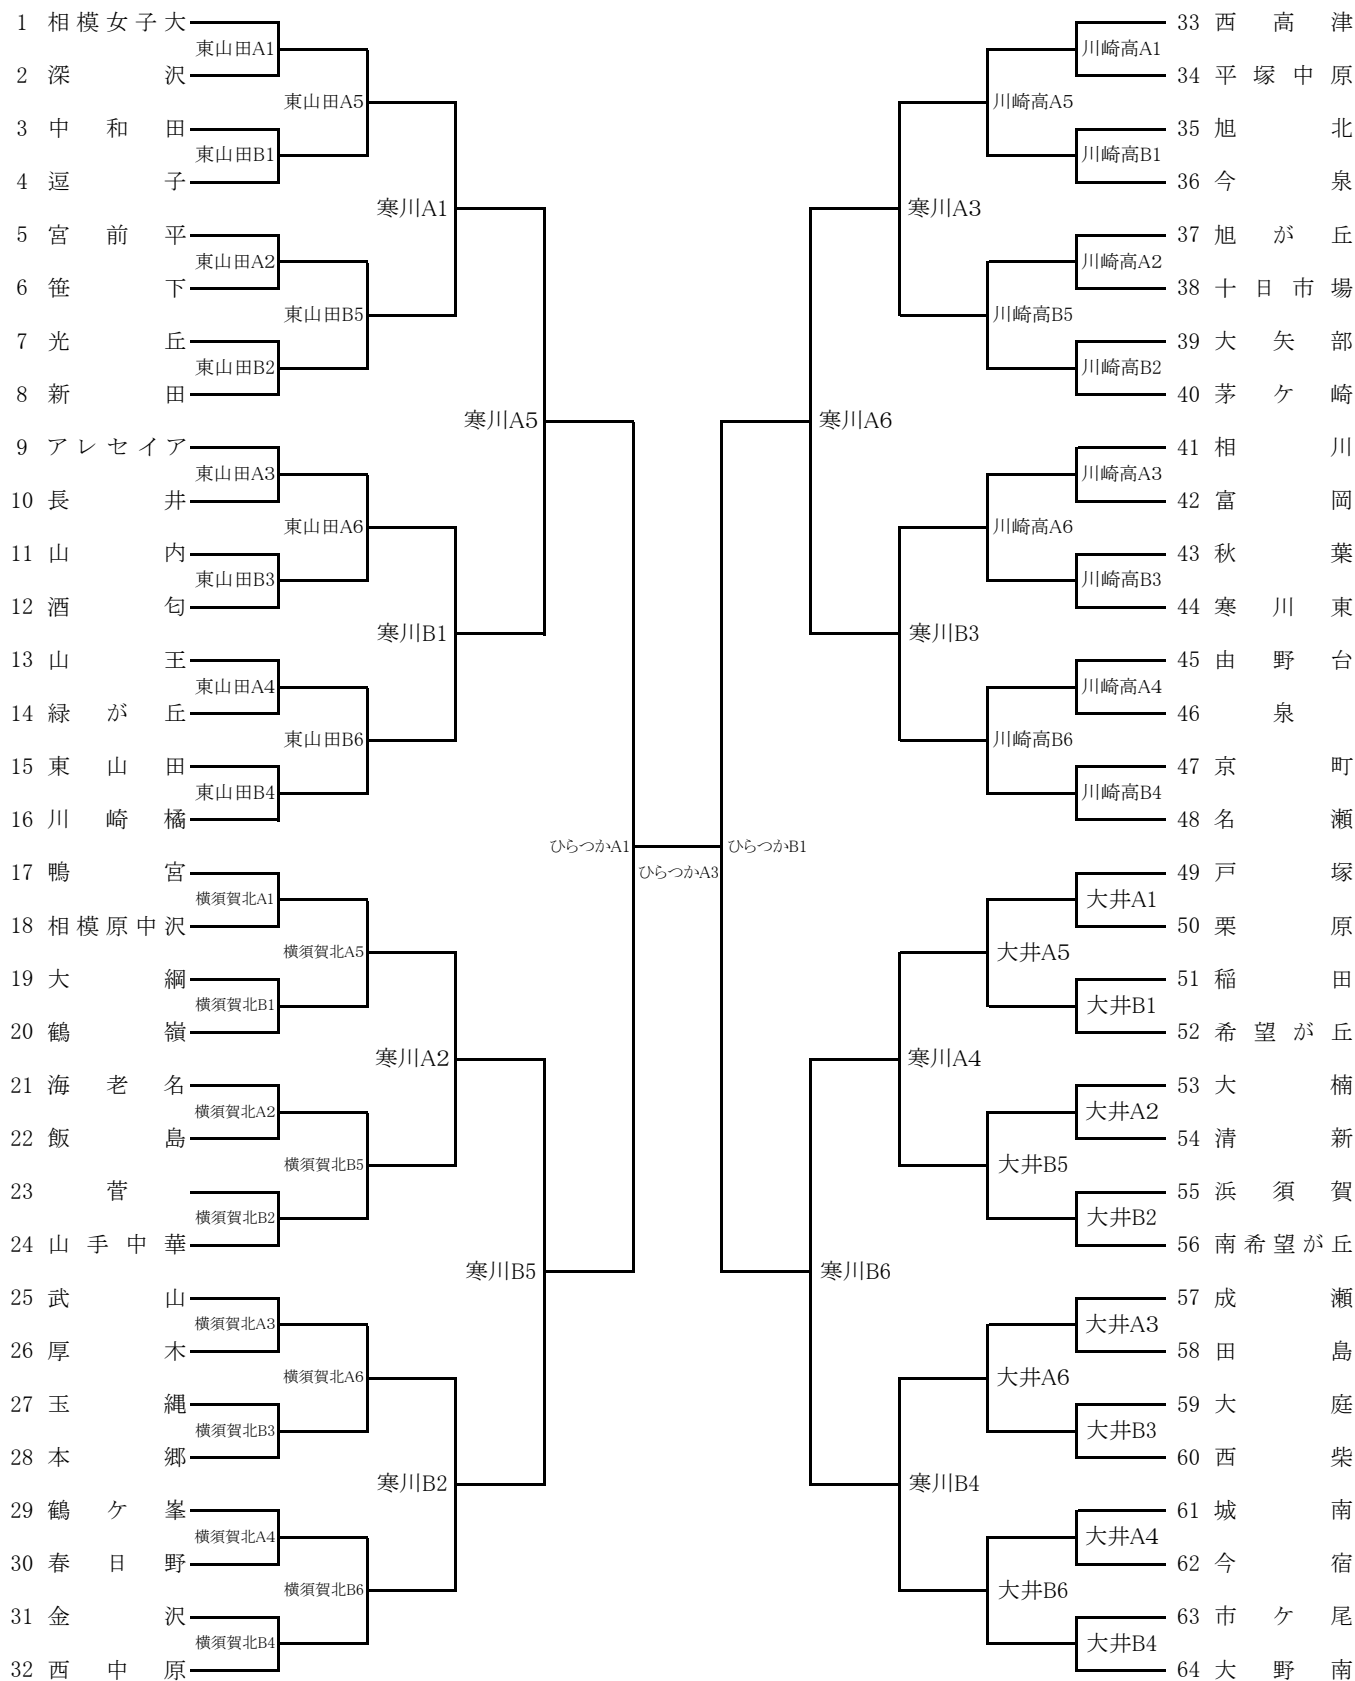 1 相模女子大
東山田A1
2 深沢
東山田A5
3 中和田
東山田B1
4 逗子
寒川A1
5 宮前平
東山田A2
6 笹下
東山田B5
7 光丘
東山田B2
8 新田
寒川A5
9 アレセイア
東山田A3
10 長井
東山田A6
11 山内
東山田B3
12 酒匂
寒川B1
13 山王
東山田A4
14 緑が丘
東山田B6
15 東山田
東山田B4
16 川崎橘
ひらつかA1
17 鴨宮
横須賀北A1
18 相模原中沢
横須賀北A5
19 大綱
横須賀北B1
20 鶴嶺
寒川A2
21 海老名
横須賀北A2
22 飯島
横須賀北B5
23 菅
横須賀北B2
24 山手中華
寒川B5
25 武山
横須賀北A3
26 厚木
横須賀北A6
27 玉縄
横須賀北B3
28 本郷
寒川B2
29 鶴ケ峯
横須賀北A4
30 春日野
横須賀北B6
31 金沢
横須賀北B4
32 西中原
ひらつかA3
33 西高津
川崎高A1
34 平塚中原
川崎高A5
35 旭北
川崎高B1
36 今泉
寒川A3
37 旭が丘
川崎高A2
38 十日市場
川崎高B5
39 大矢部
川崎高B2
40 茅ケ崎
寒川A6
41 相川
川崎高A3
42 富岡
川崎高A6
43 秋葉
川崎高B3
44 寒川東
寒川B3
45 由野台
川崎高A4
46 泉
川崎高B6
47 京町
川崎高B4
48 名瀬
ひらつかB1
49 戸塚
大井A1
50 栗原
大井A5
51 稲田
大井B1
52 希望が丘
寒川A4
53 大楠
大井A2
54 清新
大井B5
55 浜須賀
大井B2
56 南希望が丘
寒川B6
57 成瀬
大井A3
58 田島
大井A6
59 大庭
大井B3
60 西柴
寒川B4
61 城南
大井A4
62 今宿
大井B6
63 市ケ尾
大井B4
64 大野南